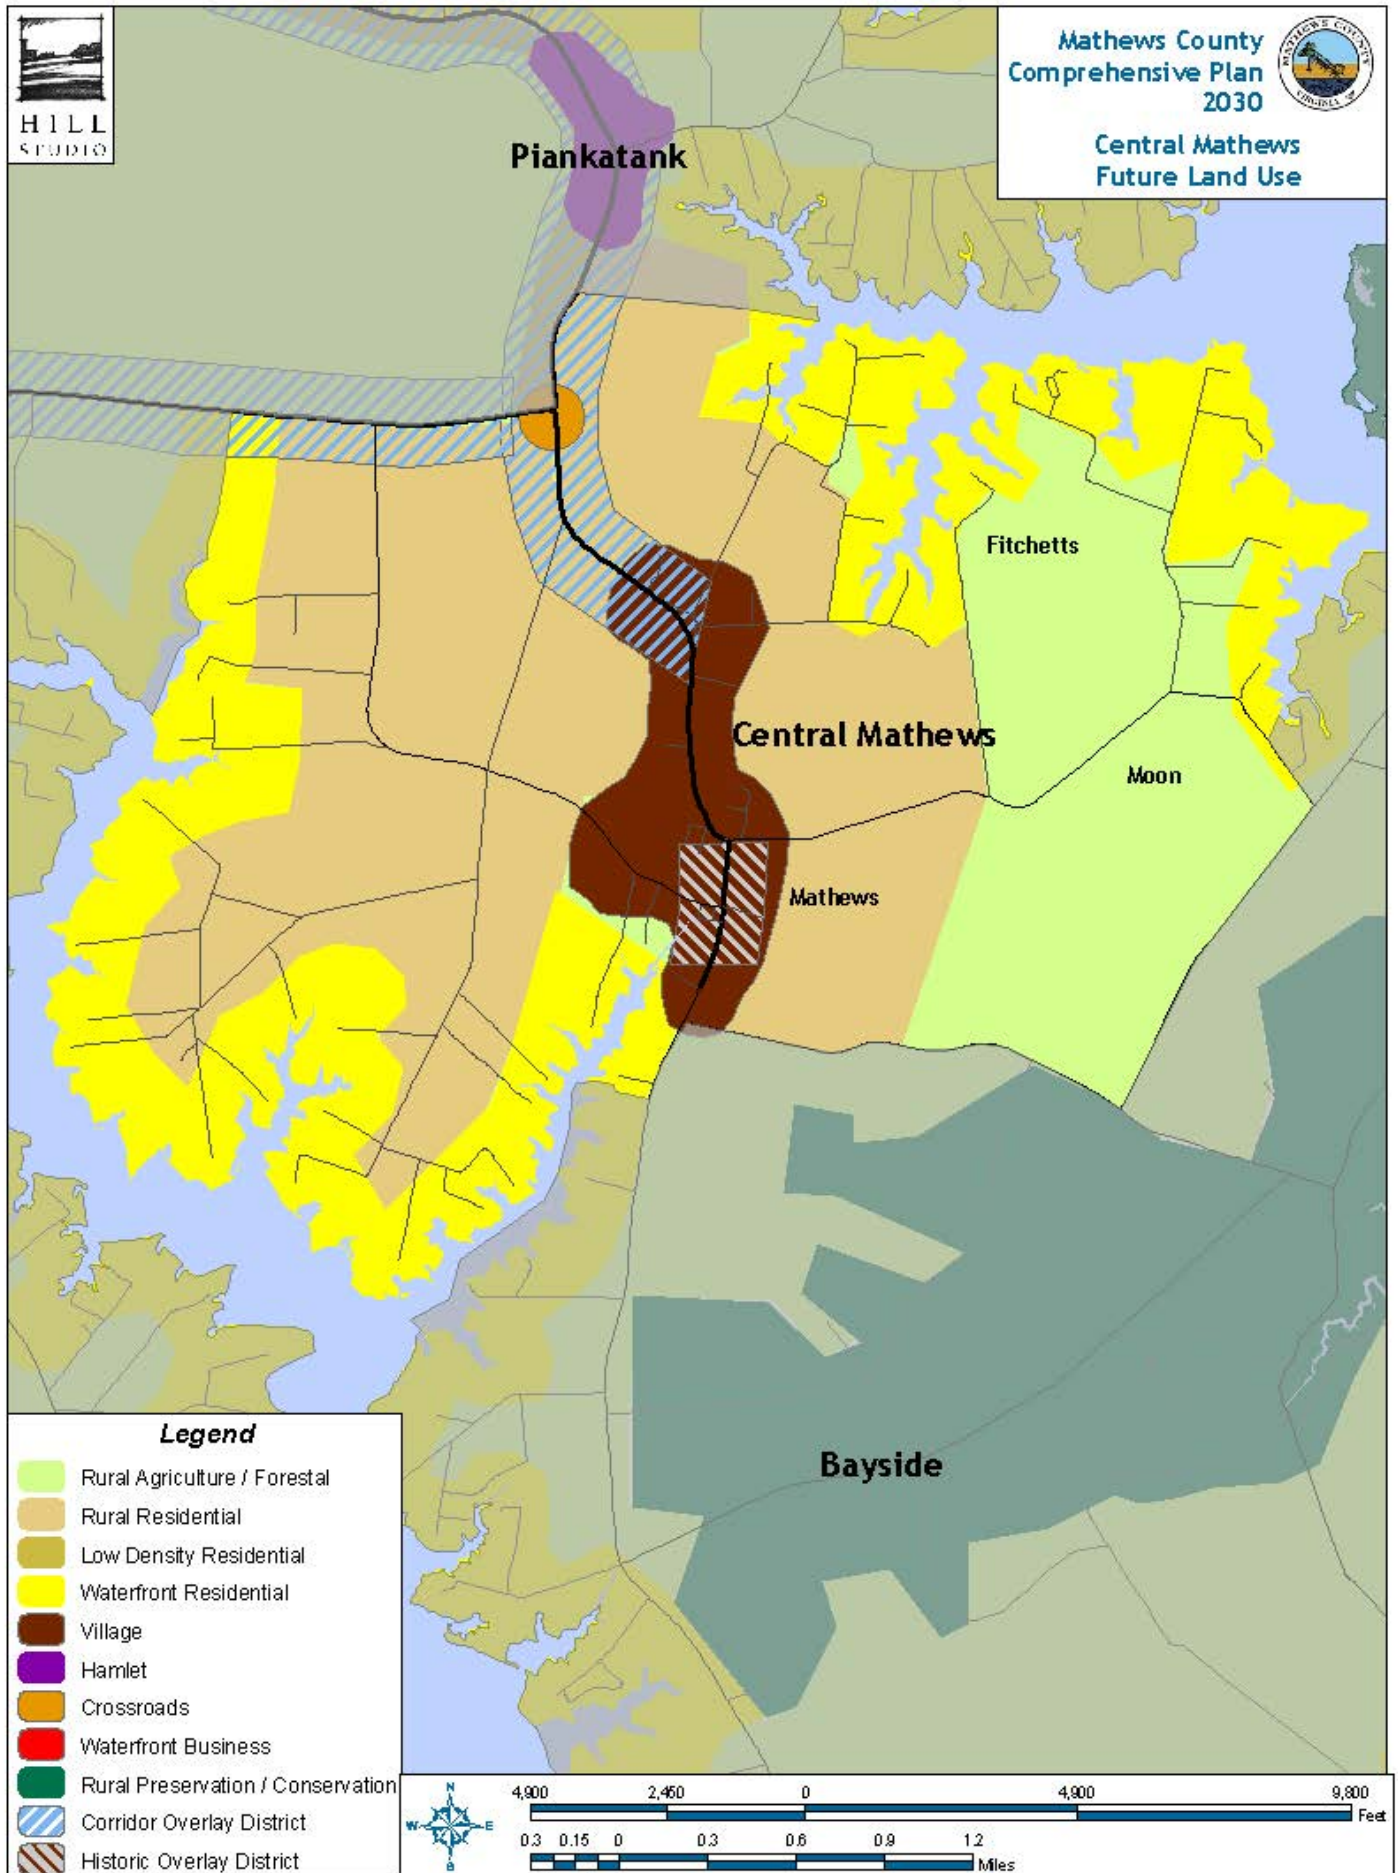 HILL
STUDIO
Mathews County
Comprehensive Plan
2030
Central Mathews
Future Land Use
MATHEWS COUNTY
VIRGINIA
Piankatank
Fitchetts
Central Mathews
Moon
Mathews
Bayside
Legend
Rural Agriculture / Forestal
Rural Residential
Low Density Residential
Waterfront Residential
Village
Hamlet
Crossroads
Waterfront Business
Rural Preservation / Conservation
Corridor Overlay District
Historic Overlay District
N
W E
S
4,900 2,450 0 4,900 9,800
Feet
0.3 0.15 0 0.3 0.6 0.9 1.2
Miles